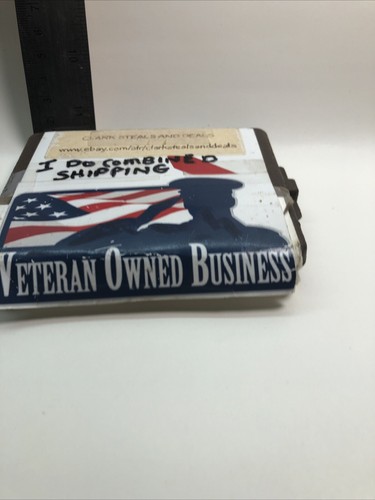 CLARK STEALS AND DEALS
www.ebay.com/str/clarkstealsanddeals
I DO COMBINED
SHIPPING
VETERAN OWNED BUSINESS